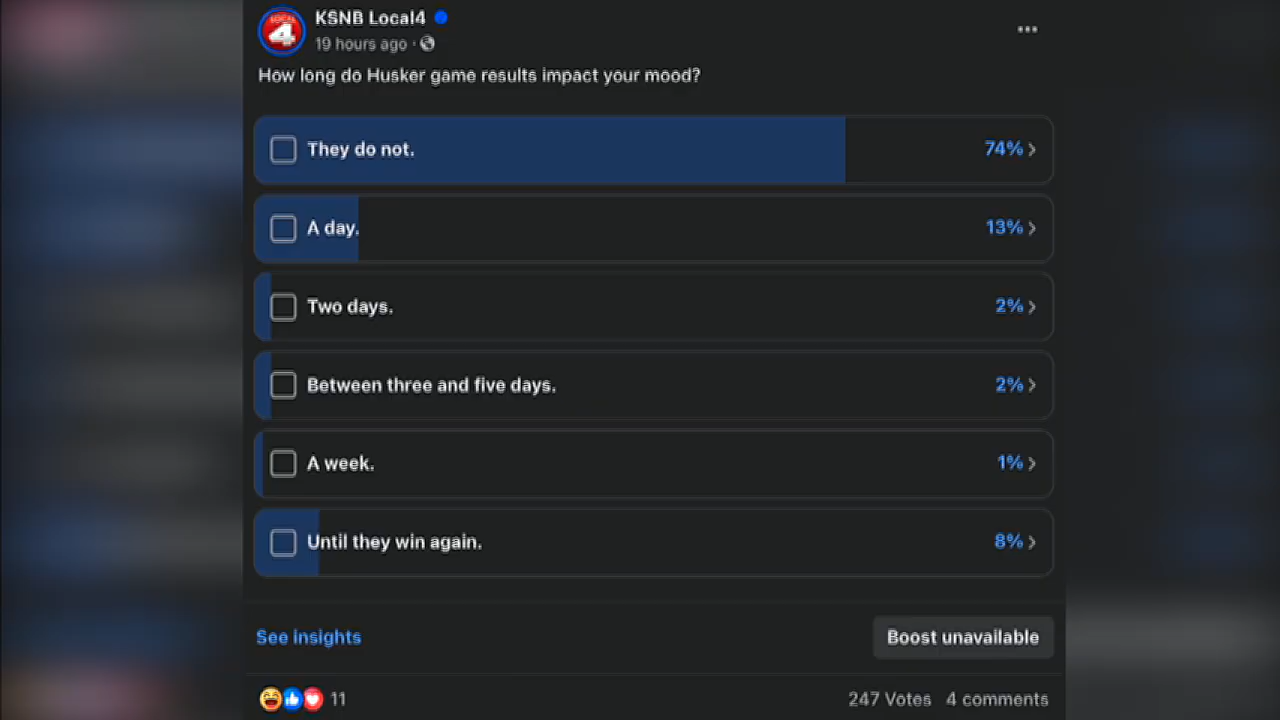 LOCAL
4
KSNB Local4
19 hours ago ·
How long do Husker game results impact your mood?
They do not. 74%
A day. 13%
Two days. 2%
Between three and five days. 2%
A week. 1%
Until they win again. 8%
See insights Boost unavailable
11 247 Votes 4 comments